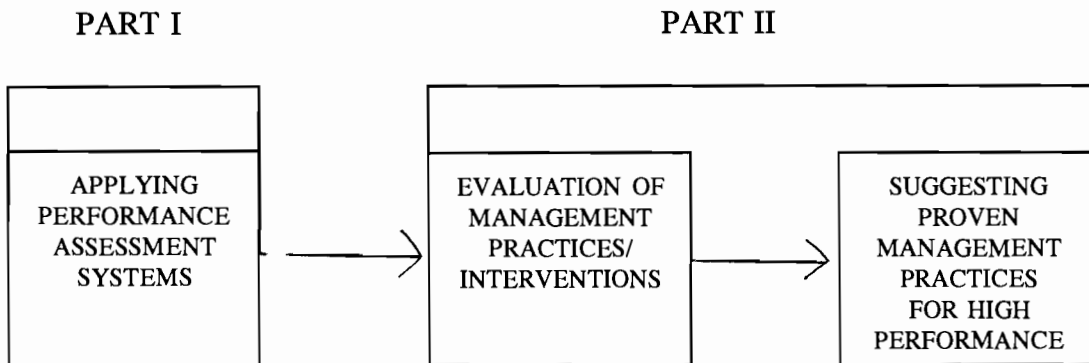 PART I
PART II
APPLYING
PERFORMANCE
ASSESSMENT
SYSTEMS
EVALUATION OF
MANAGEMENT
PRACTICES/
INTERVENTIONS
SUGGESTING
PROVEN
MANAGEMENT
PRACTICES
FOR HIGH
PERFORMANCE